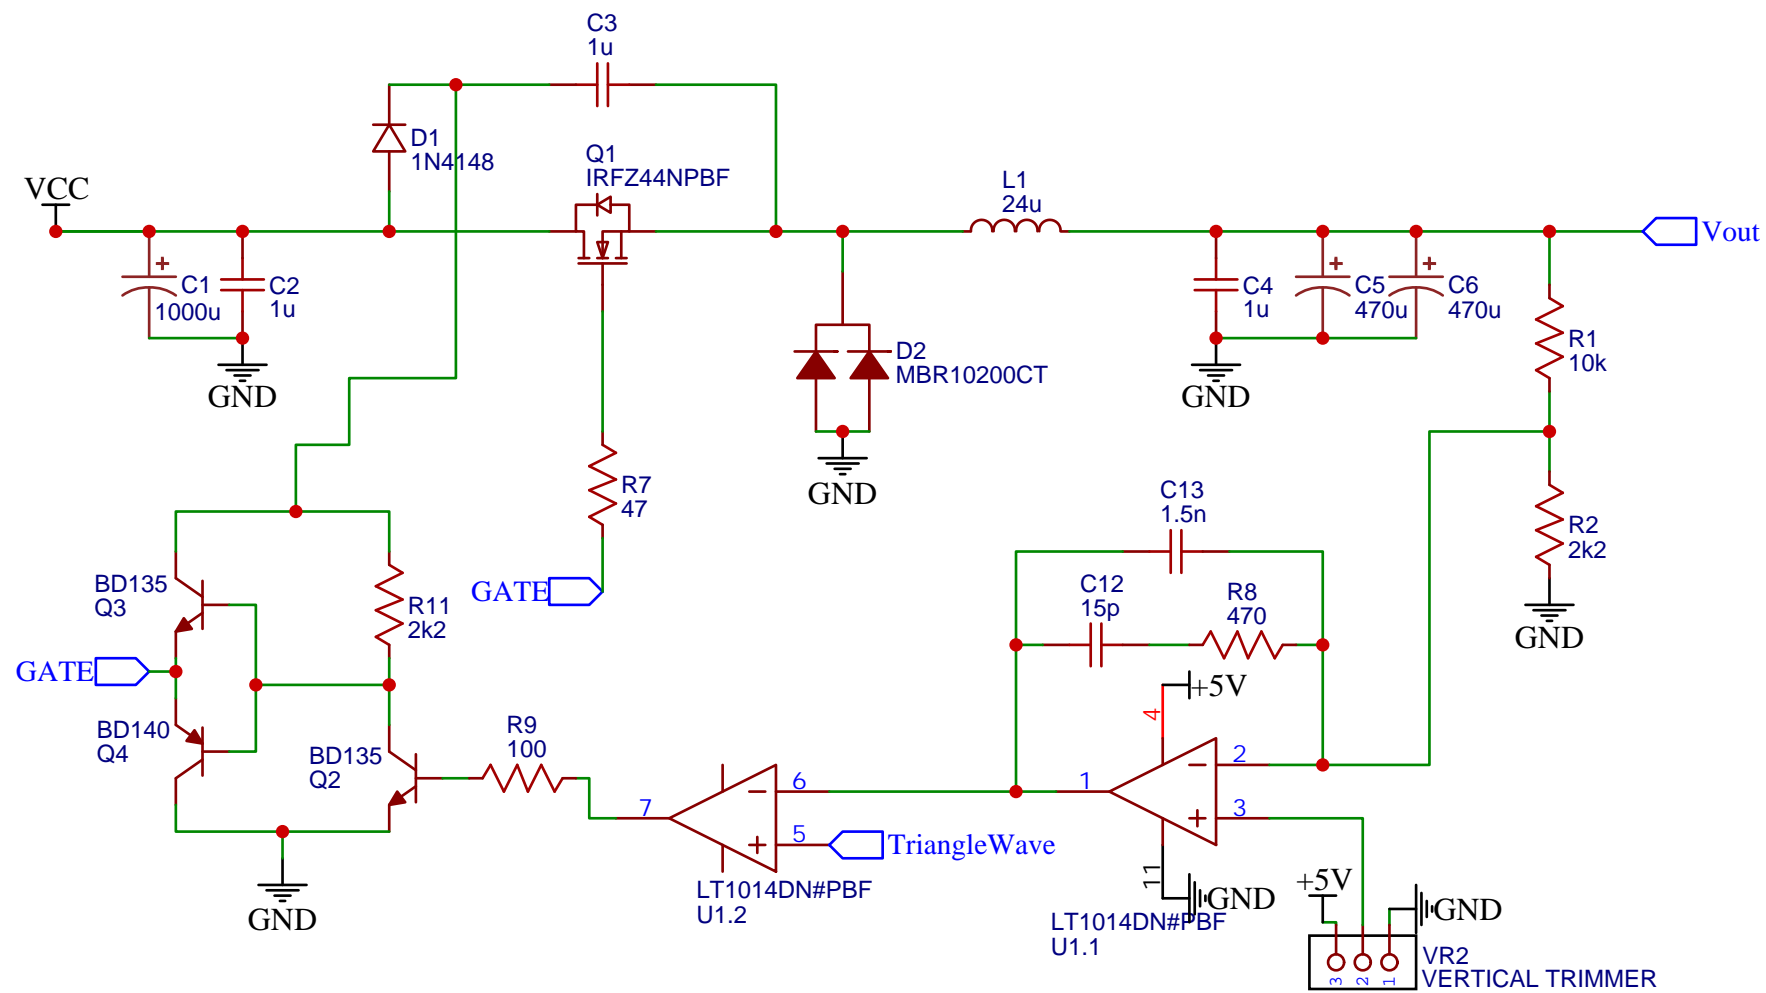 C3
1u
D1
1N4148
Q1
IRFZ44NPBF
VCC
L1
24u
Vout
+
C1
1000u
C2
1u
GND
D2
MBR10200CT
GND
C4
1u
+
C5
470u
+
C6
470u
GND
R1
10k
R7
47
GATE
R2
2k2
GND
C13
1.5n
C12
15p
R8
470
BD135
Q3
R11
2k2
GATE
BD140
Q4
BD135
Q2
R9
100
GND
7
6
5
−
+
TriangleWave
LT1014DN#PBF
U1.2
+5V
4
1
2
3
−
+
11
GND
LT1014DN#PBF
U1.1
+5V
GND
3 2 1
VR2
VERTICAL TRIMMER